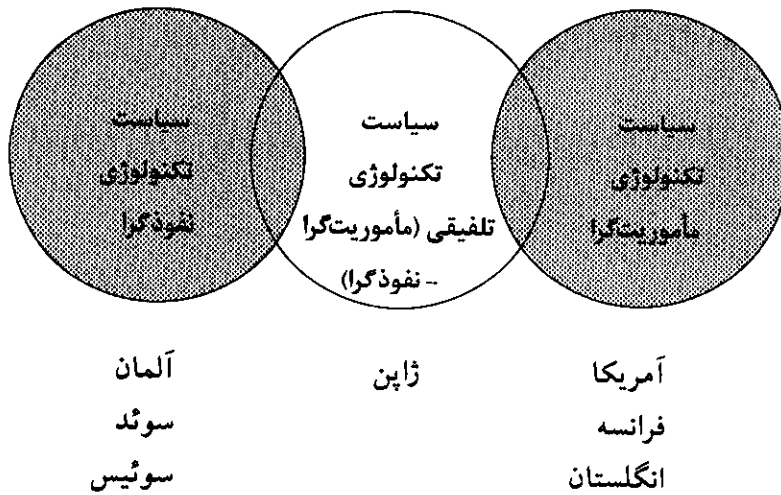 سیاست
تکنولوژی
مأموریت‌گرا
سیاست
تکنولوژی
تلفیقی (مأموریت‌گرا
- نفوذگرا)
سیاست
تکنولوژی
نفوذگرا
آمریکا
فرانسه
انگلستان
ژاپن
آلمان
سوئد
سوئیس